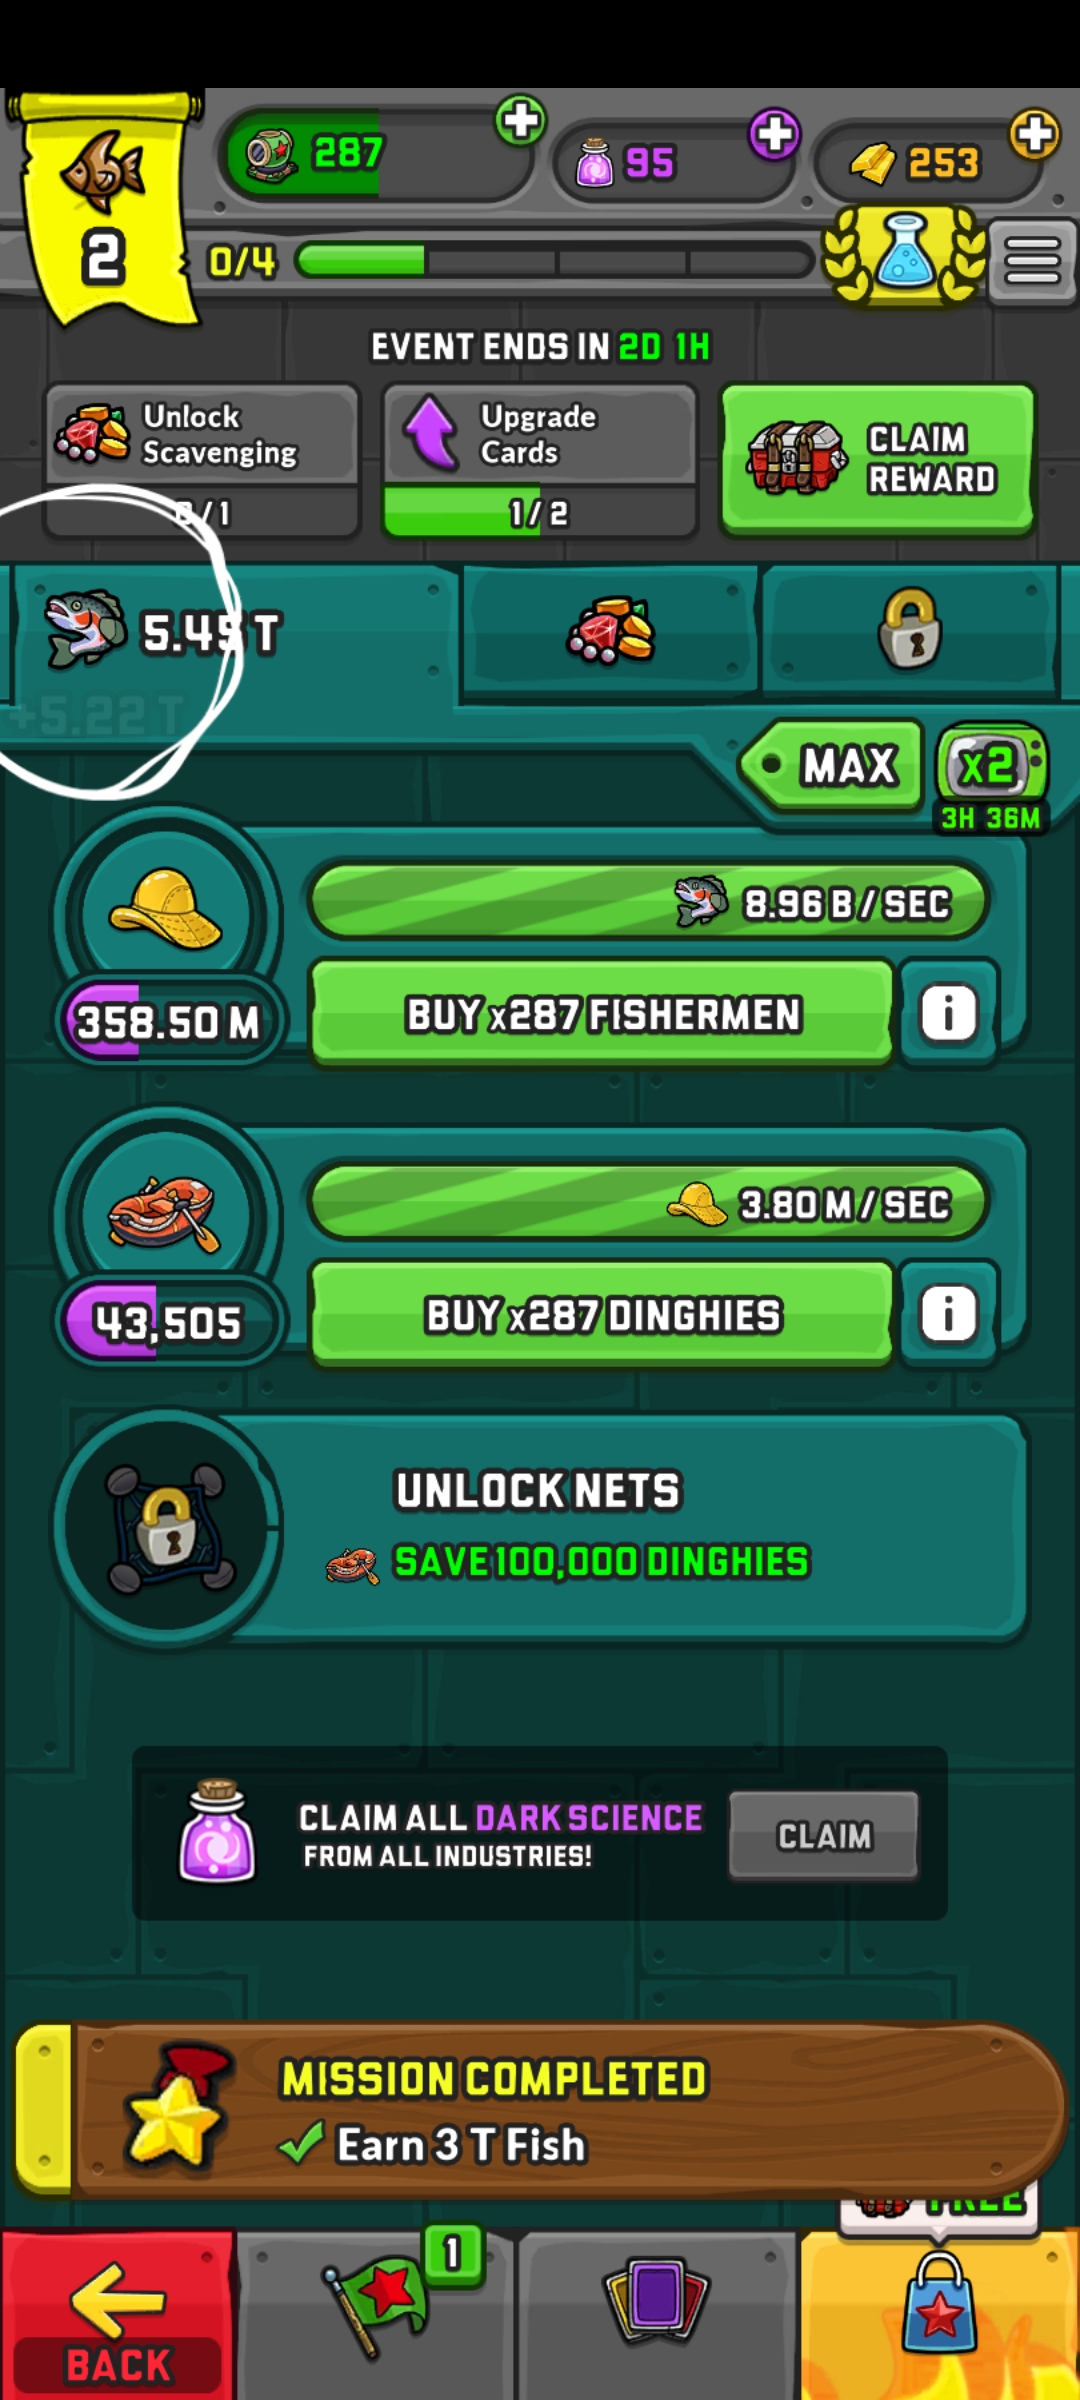 287
95
253
2
0/4
EVENT ENDS IN 2D 1H
Unlock
Scavenging
0/1
Upgrade
Cards
1/2
CLAIM
REWARD
5.45 T
+5.22 T
MAX
x2
3H 36M
8.96 B / SEC
358.50 M
BUY x287 FISHERMEN
i
3.80 M / SEC
43,505
BUY x287 DINGHIES
i
UNLOCK NETS
SAVE 100,000 DINGHIES
CLAIM ALL DARK SCIENCE
FROM ALL INDUSTRIES!
CLAIM
MISSION COMPLETED
Earn 3 T Fish
FREE
1
BACK